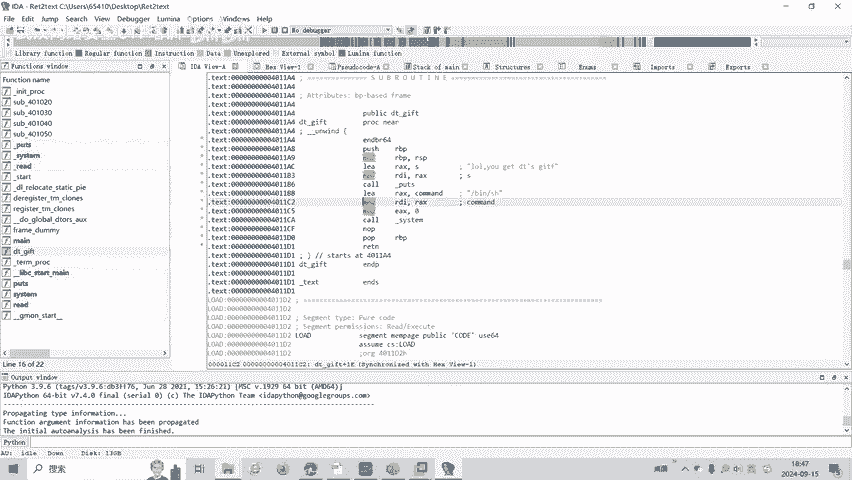 IDA - Ret2text C:\Users\65410\Desktop\Ret2text
File Edit Jump Search View Debugger Lumina Options Windows Help
No debugger
Library function Regular function Instruction Data Unexplored External symbol Lumina function
Functions window
IDA View-A Hex View-1 Pseudocode-A Stack of main Structures Enums Imports Exports
Function name
_init_proc
sub_401020
sub_401030
sub_401040
sub_401050
_puts
_system
_read
_start
_dl_relocate_static_pie
deregister_tm_clones
register_tm_clones
__do_global_dtors_aux
frame_dummy
main
dt_gift
_term_proc
__libc_start_main
puts
system
read
__gmon_start__
Line 16 of 22
.text:00000000004011A4 ; =============== S U B R O U T I N E =======================================
.text:00000000004011A4
.text:00000000004011A4 ; Attributes: bp-based frame
.text:00000000004011A4
.text:00000000004011A4 public dt_gift
.text:00000000004011A4 dt_gift proc near
.text:00000000004011A4 ; __unwind {
.text:00000000004011A4 endbr64
.text:00000000004011A8 push rbp
.text:00000000004011A9 rbp, rsp
.text:00000000004011AC lea rax, s ; "lol,you get dt's gitf"
.text:00000000004011B3 rdi, rax ; s
.text:00000000004011B6 call _puts
.text:00000000004011BB lea rax, command ; "/bin/sh"
.text:00000000004011C2 rdi, rax ; command
.text:00000000004011C5 eax, 0
.text:00000000004011CA call _system
.text:00000000004011CF nop
.text:00000000004011D0 pop rbp
.text:00000000004011D1 retn
.text:00000000004011D1 ; } // starts at 4011A4
.text:00000000004011D1 dt_gift endp
.text:00000000004011D1
.text:00000000004011D1 _text ends
.text:00000000004011D1
LOAD:00000000004011D2 ; ===========================================================================
LOAD:00000000004011D2
LOAD:00000000004011D2 ; Segment type: Pure code
LOAD:00000000004011D2 ; Segment permissions: Read/Execute
LOAD:00000000004011D2 LOAD segment mempage public 'CODE' use64
LOAD:00000000004011D2 assume cs:LOAD
LOAD:00000000004011D2 ;org 4011D2h
000011C2 00000000004011C2: dt_gift+1E (Synchronized with Hex View-1)
Output window
Python 3.9.6 (tags/v3.9.6:db3ff76, Jun 28 2021, 15:26:21) [MSC v.1929 64 bit (AMD64)]
IDAPython 64-bit v7.4.0 final (serial 0) (c) The IDAPython Team <idapython@googlegroups.com>
Propagating type information...
Function argument information has been propagated
The initial autoanalysis has been finished.
Python
AU: idle Down Disk: 13GB
搜索
18:47
2024-09-15